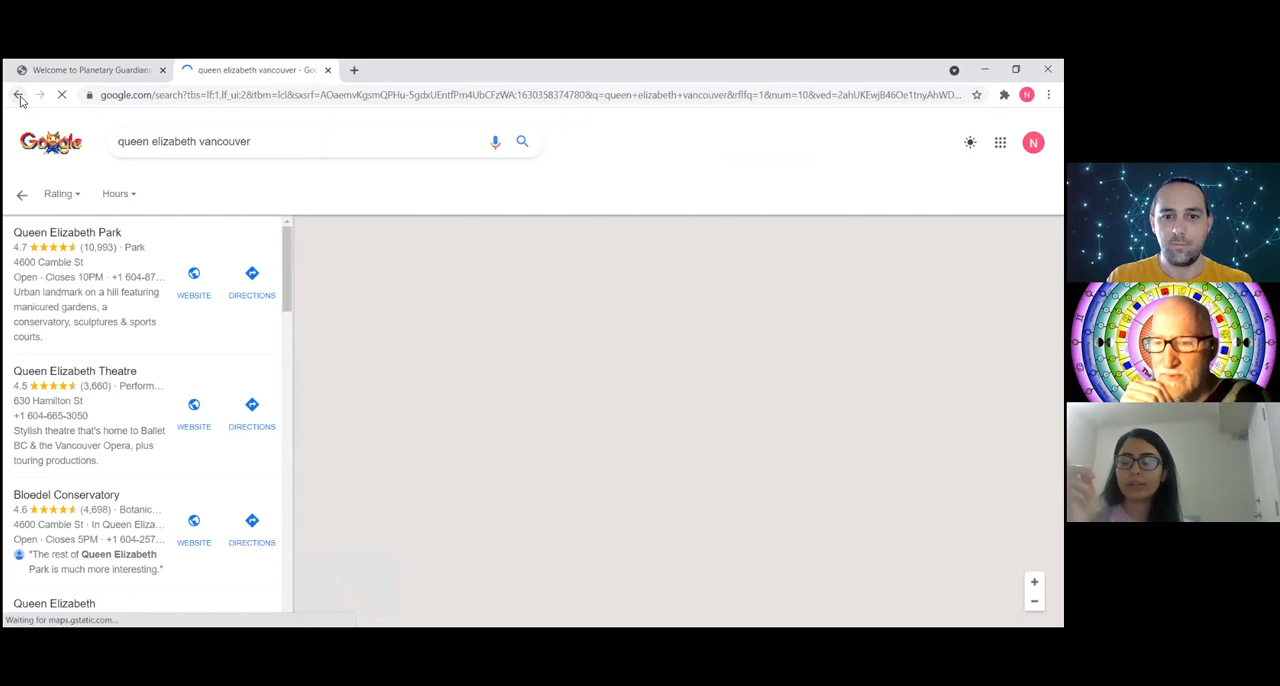 Welcome to Planetary Guardians
queen elizabeth vancouver - Goo
google.com/search?tbs=lf:1,lf_ui:2&tbm=lcl&sxsrf=AOaemvKgsmQPHu-5gdxUEntfPm4UbCFzWA:1630358374780&q=queen+elizabeth+vancouver&rflfq=1&num=10&ved=2ahUKEwjB46Oe1tnyAhWD...
N
Google
queen elizabeth vancouver
N
Rating
Hours
Queen Elizabeth Park
4.7 (10,993) · Park
4600 Cambie St
Open · Closes 10PM · +1 604-87...
Urban landmark on a hill featuring
manicured gardens, a
conservatory, sculptures & sports
courts.
WEBSITE
DIRECTIONS
Queen Elizabeth Theatre
4.5 (3,660) · Perform...
630 Hamilton St
+1 604-665-3050
Stylish theatre that's home to Ballet
BC & the Vancouver Opera, plus
touring productions.
WEBSITE
DIRECTIONS
Bloedel Conservatory
4.6 (4,698) · Botanic...
4600 Cambie St · In Queen Eliza...
Open · Closes 5PM · +1 604-257...
"The rest of Queen Elizabeth
Park is much more interesting."
WEBSITE
DIRECTIONS
Queen Elizabeth
Waiting for maps.gstatic.com...